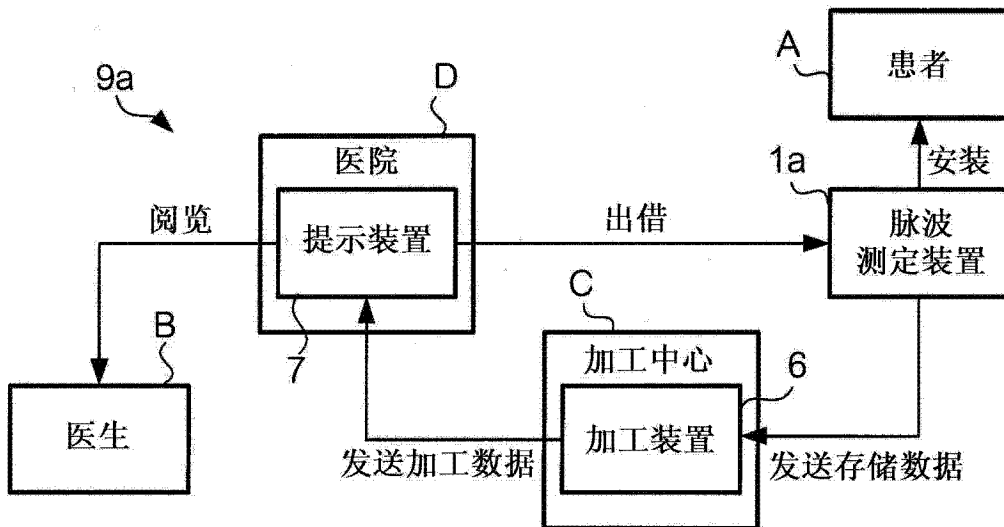 9a
D
A
患者
医院
1a
安装
阅览
提示装置
出借
脉波
测定装置
7
C
B
加工中心
6
医生
加工装置
发送加工数据
发送存储数据